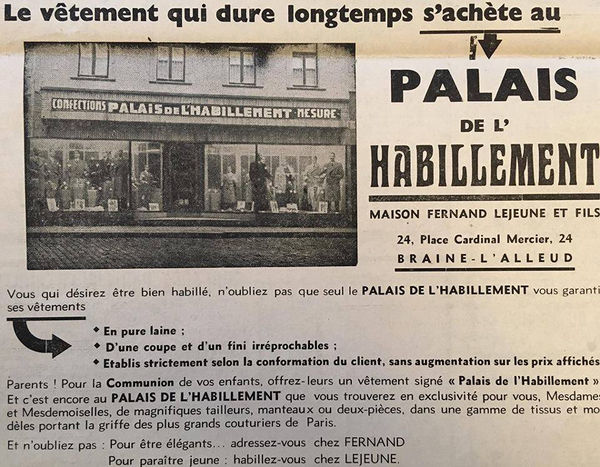 Le vêtement qui dure longtemps s'achète au
CONFECTIONS PALAIS DE L'HABILLEMENT - MESURE
PALAIS
DE L'
HABILLEMENT
MAISON FERNAND LEJEUNE ET FILS
24, Place Cardinal Mercier, 24
BRAINE-L'ALLEUD
Vous qui désirez être bien habillé, n'oubliez pas que seul le PALAIS DE L'HABILLEMENT vous garanti
ses vêtements
• En pure laine ;
• D'une coupe et d'un fini irréprochables ;
• Etablis strictement selon la conformation du client, sans augmentation sur les prix affichés
Parents ! Pour la Communion de vos enfants, offrez-leurs un vêtement signé « Palais de l'Habillement »
Et c'est encore au PALAIS DE L'HABILLEMENT que vous trouverez en exclusivité pour vous, Mesdames
et Mesdemoiselles, de magnifiques tailleurs, manteaux ou deux-pièces, dans une gamme de tissus et mo
dèles portant la griffe des plus grands couturiers de Paris.
Et n'oubliez pas : Pour être élégants... adressez-vous chez FERNAND
Pour paraître jeune : habillez-vous chez LEJEUNE.